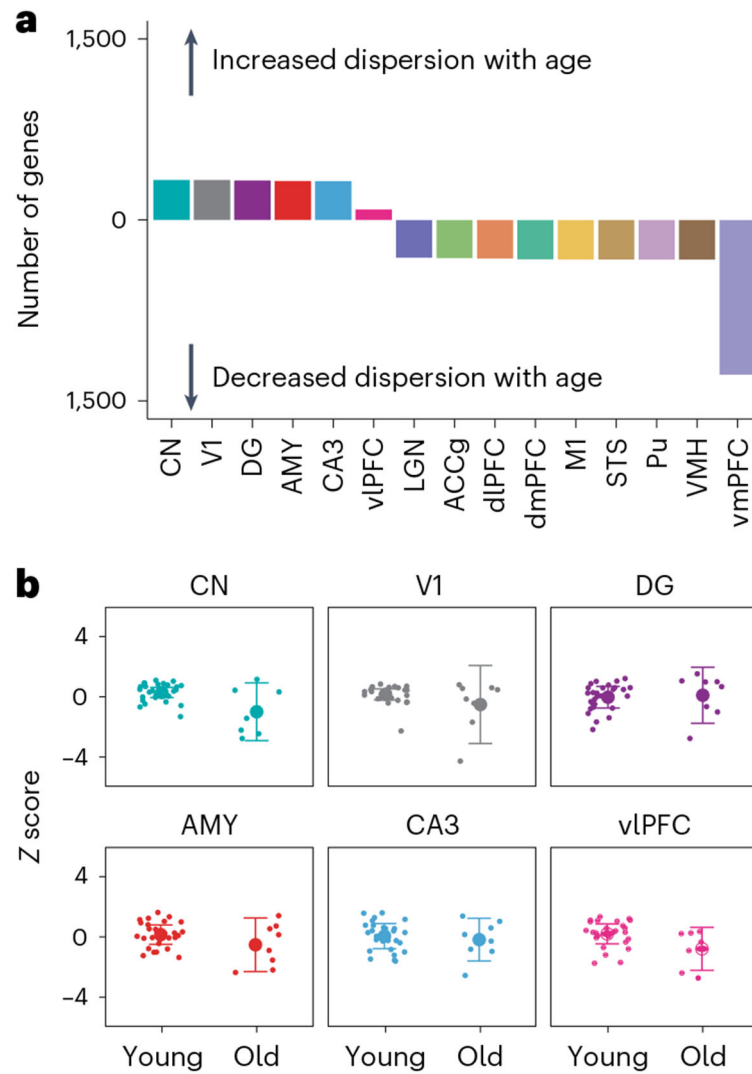 a
1,500
Increased dispersion with age
Number of genes
0
Decreased dispersion with age
1,500
CN V1 DG AMY CA3 vlPFC LGN ACCg dlPFC dmPFC M1 STS Pu VMH vmPFC
b
CN V1 DG
4
0
−4
Z score
AMY CA3 vlPFC
4
0
−4
Young Old Young Old Young Old